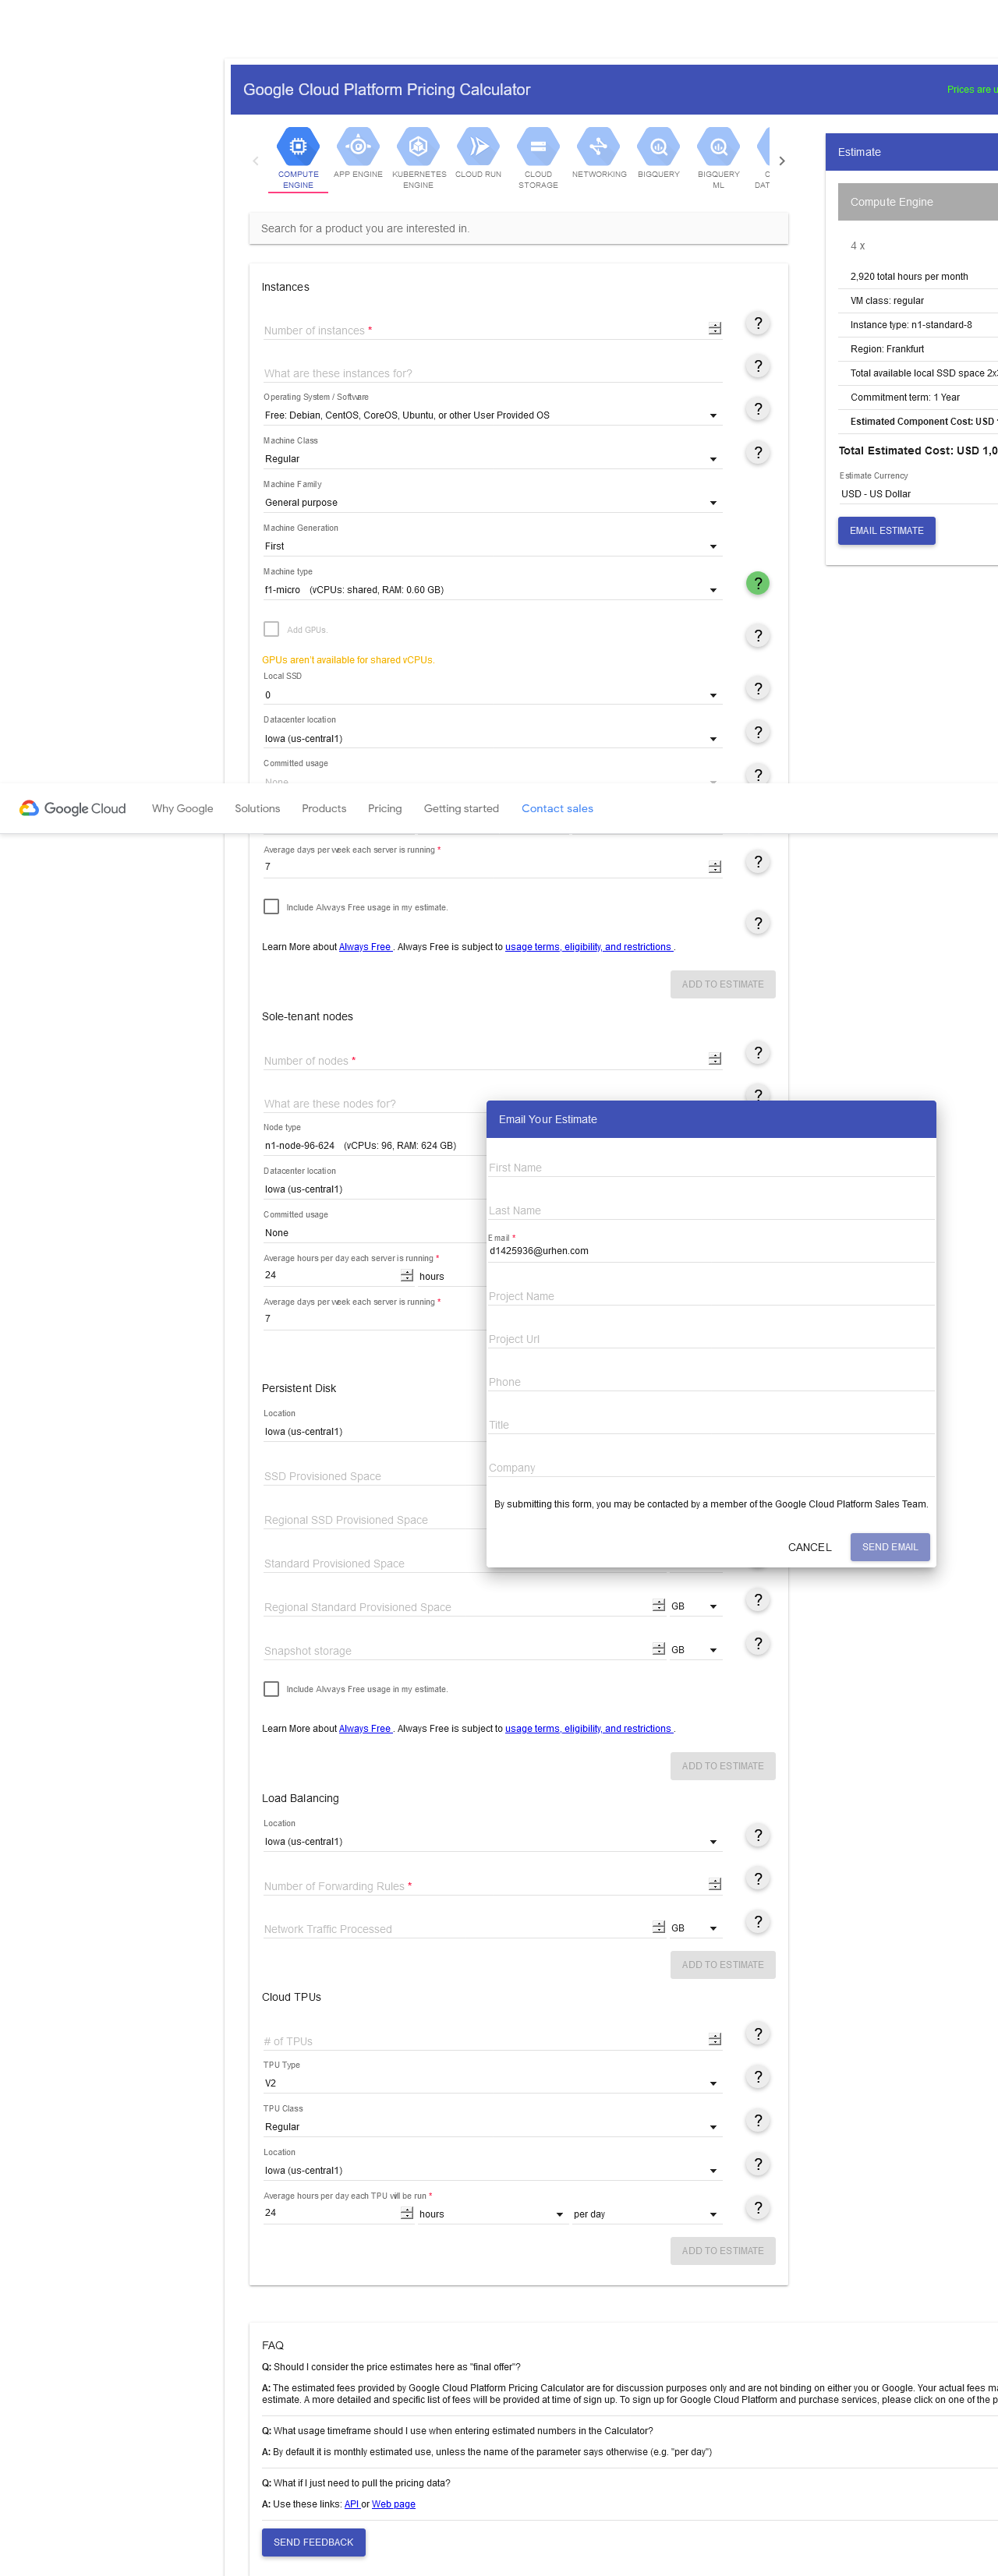 Google Cloud Platform Pricing Calculator
Prices are u
COMPUTE ENGINE
APP ENGINE
KUBERNETES ENGINE
CLOUD RUN
CLOUD STORAGE
NETWORKING
BIGQUERY
BIGQUERY ML
C
DAT
Search for a product you are interested in.
Instances
Number of instances *
What are these instances for?
Operating System / Software
Free: Debian, CentOS, CoreOS, Ubuntu, or other User Provided OS
Machine Class
Regular
Machine Family
General purpose
Machine Generation
First
Machine type
f1-micro (vCPUs: shared, RAM: 0.60 GB)
Add GPUs.
GPUs aren't available for shared vCPUs.
Local SSD
0
Datacenter location
Iowa (us-central1)
Committed usage
None
Estimate
Compute Engine
4 x
2,920 total hours per month
VM class: regular
Instance type: n1-standard-8
Region: Frankfurt
Total available local SSD space 2x
Commitment term: 1 Year
Estimated Component Cost: USD
Total Estimated Cost: USD 1,0
Estimate Currency
USD - US Dollar
EMAIL ESTIMATE
Google Cloud
Why Google
Solutions
Products
Pricing
Getting started
Contact sales
Average days per week each server is running *
7
Include Always Free usage in my estimate.
Learn More about Always Free . Always Free is subject to usage terms, eligibility, and restrictions .
ADD TO ESTIMATE
Sole-tenant nodes
Number of nodes *
What are these nodes for?
Node type
n1-node-96-624 (vCPUs: 96, RAM: 624 GB)
Datacenter location
Iowa (us-central1)
Committed usage
None
Average hours per day each server is running *
24
hours
Average days per week each server is running *
7
Email Your Estimate
First Name
Last Name
Email *
d1425936@urhen.com
Project Name
Project Url
Phone
Title
Company
By submitting this form, you may be contacted by a member of the Google Cloud Platform Sales Team.
CANCEL
SEND EMAIL
Persistent Disk
Location
Iowa (us-central1)
SSD Provisioned Space
Regional SSD Provisioned Space
Standard Provisioned Space
Regional Standard Provisioned Space
GB
Snapshot storage
GB
Include Always Free usage in my estimate.
Learn More about Always Free . Always Free is subject to usage terms, eligibility, and restrictions .
ADD TO ESTIMATE
Load Balancing
Location
Iowa (us-central1)
Number of Forwarding Rules *
Network Traffic Processed
GB
ADD TO ESTIMATE
Cloud TPUs
# of TPUs
TPU Type
V2
TPU Class
Regular
Location
Iowa (us-central1)
Average hours per day each TPU will be run *
24
hours
per day
ADD TO ESTIMATE
FAQ
Q: Should I consider the price estimates here as "final offer"?
A: The estimated fees provided by Google Cloud Platform Pricing Calculator are for discussion purposes only and are not binding on either you or Google. Your actual fees ma
estimate. A more detailed and specific list of fees will be provided at time of sign up. To sign up for Google Cloud Platform and purchase services, please click on one of the p
Q: What usage timeframe should I use when entering estimated numbers in the Calculator?
A: By default it is monthly estimated use, unless the name of the parameter says otherwise (e.g. "per day")
Q: What if I just need to pull the pricing data?
A: Use these links: API or Web page
SEND FEEDBACK